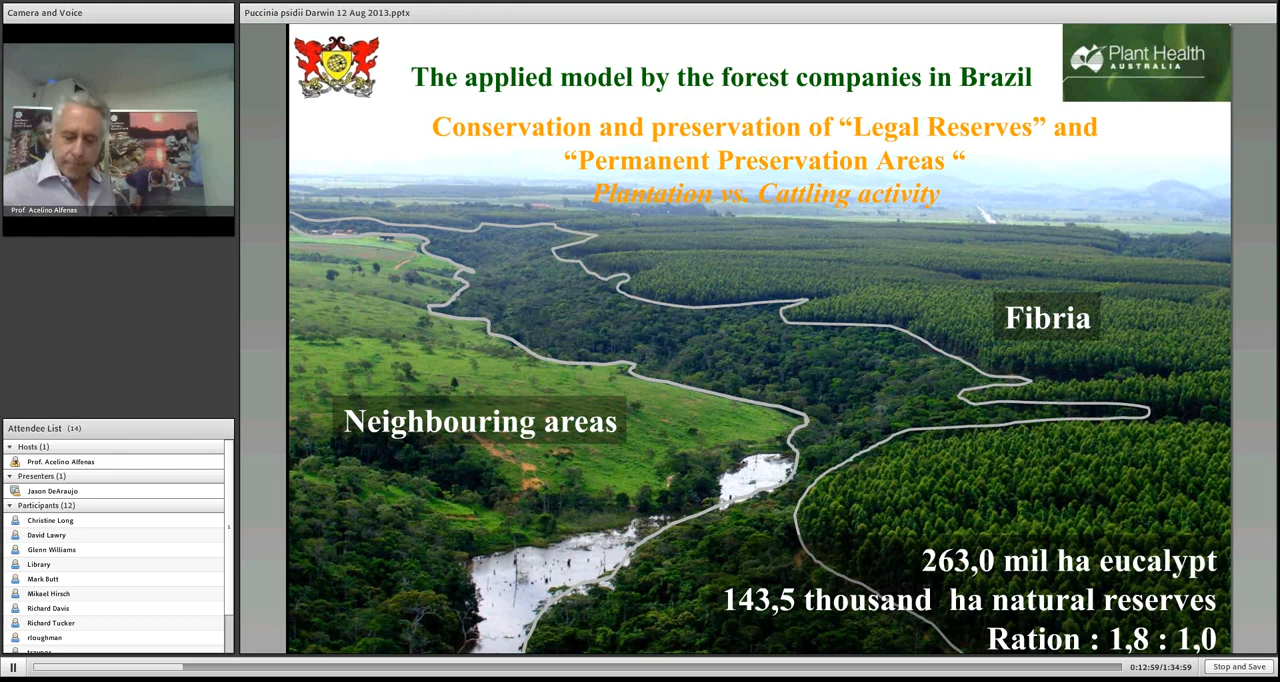 Camera and Voice
Prof. Acelino Alfenas
Attendee List (14)
Hosts (1)
Prof. Acelino Alfenas
Presenters (1)
Jason DeAraujo
Participants (12)
Christine Long
David Lawry
Glenn Williams
Library
Mark Butt
Mikael Hirsch
Richard Davis
Richard Tucker
rloughman
Puccinia psidii Darwin 12 Aug 2013.pptx
The applied model by the forest companies in Brazil
Plant Health
AUSTRALIA
Conservation and preservation of “Legal Reserves” and
“Permanent Preservation Areas “
Plantation vs. Cattling activity
Fibria
Neighbouring areas
263,0 mil ha eucalypt
143,5 thousand ha natural reserves
Ration : 1,8 : 1,0
0:12:59/1:34:59
Stop and Save